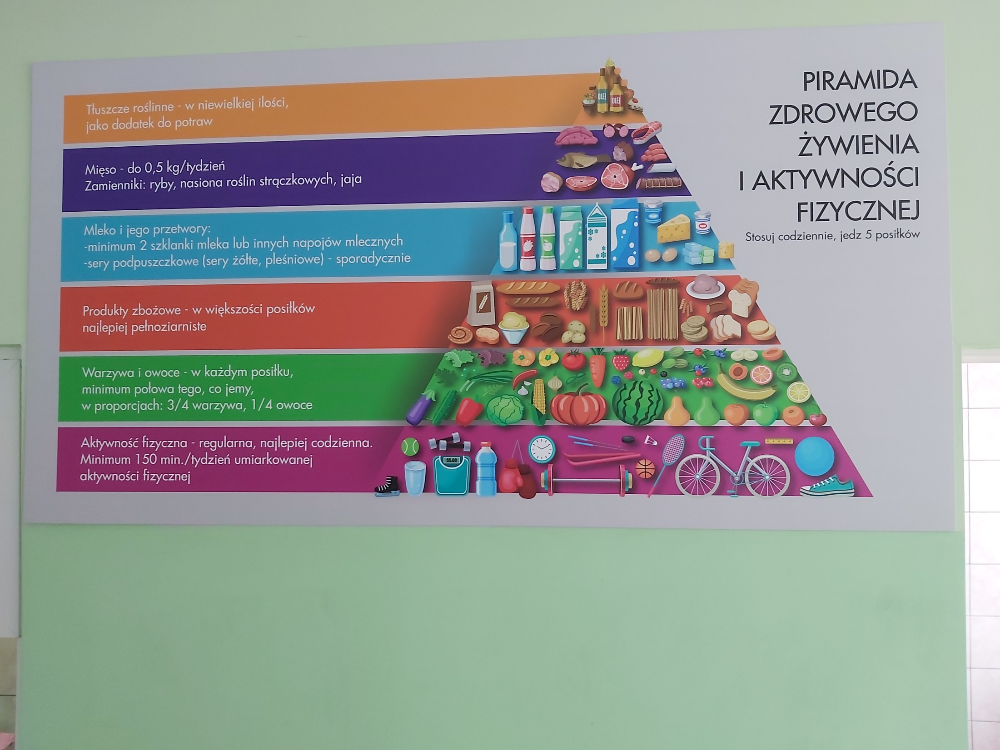 PIRAMIDA
ZDROWEGO
ŻYWIENIA
I AKTYWNOŚCI
FIZYCZNEJ
Stosuj codziennie, jedz 5 posiłków
Tłuszcze roślinne - w niewielkiej ilości,
jako dodatek do potraw
OLEJ
OLEJ
Mięso - do 0,5 kg/tydzień
Zamienniki: ryby, nasiona roślin strączkowych, jaja
Mleko i jego przetwory:
-minimum 2 szklanki mleka lub innych napojów mlecznych
-sery podpuszczkowe (sery żółte, pleśniowe) - sporadycznie
Produkty zbożowe - w większości posiłków
najlepiej pełnoziarniste
Warzywa i owoce - w każdym posiłku,
minimum połowa tego, co jemy,
w proporcjach: 3/4 warzywa, 1/4 owoce
Aktywność fizyczna - regularna, najlepiej codzienna.
Minimum 150 min./tydzień umiarkowanej
aktywności fizycznej
55.00